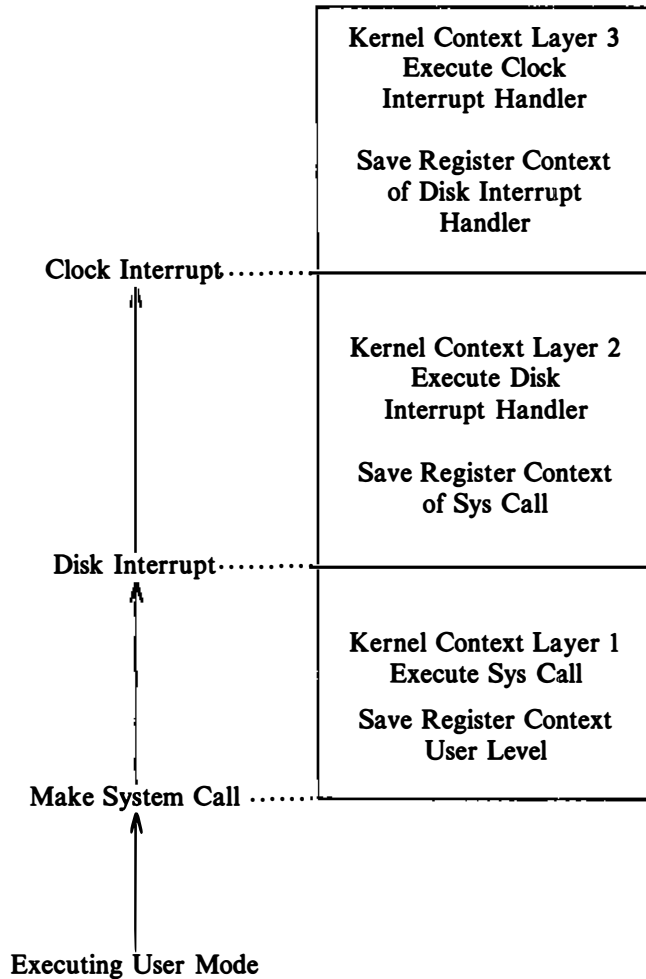 Kernel Context Layer 3
Execute Clock
Interrupt Handler
Save Register Context
of Disk Interrupt
Handler
Clock Interrupt
Kernel Context Layer 2
Execute Disk
Interrupt Handler
Save Register Context
of Sys Call
Disk Interrupt
Kernel Context Layer 1
Execute Sys Call
Save Register Context
User Level
Make System Call
Executing User Mode